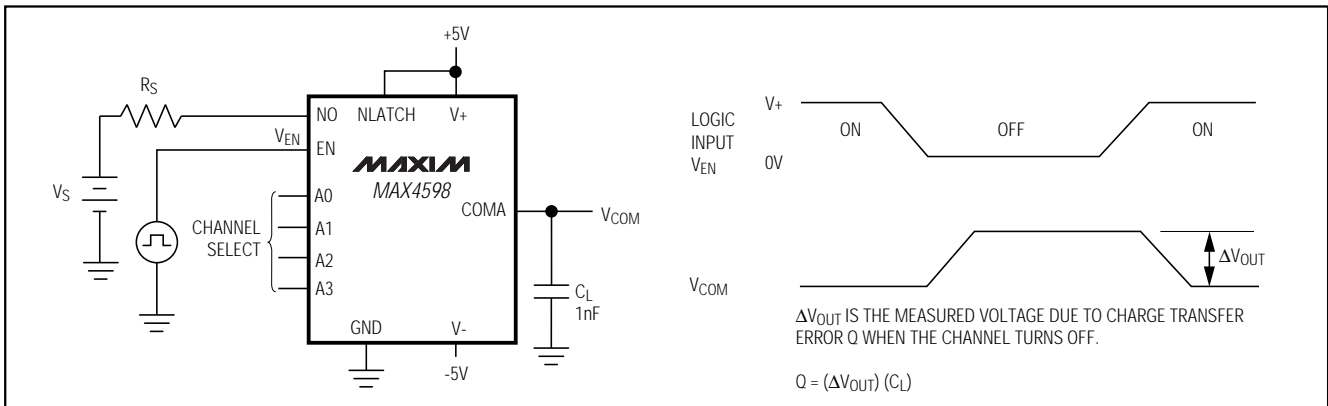 +5V
RS
NO NLATCH V+
VEN
EN
MAXIM
MAX4598
VS
A0
A1
A2
A3
CHANNEL
SELECT
COMA
VCOM
CL
1nF
GND V-
-5V
LOGIC
INPUT
VEN
V+
0V
ON OFF ON
VCOM
ΔVOUT
ΔVOUT IS THE MEASURED VOLTAGE DUE TO CHARGE TRANSFER
ERROR Q WHEN THE CHANNEL TURNS OFF.
Q = (ΔVOUT) (CL)